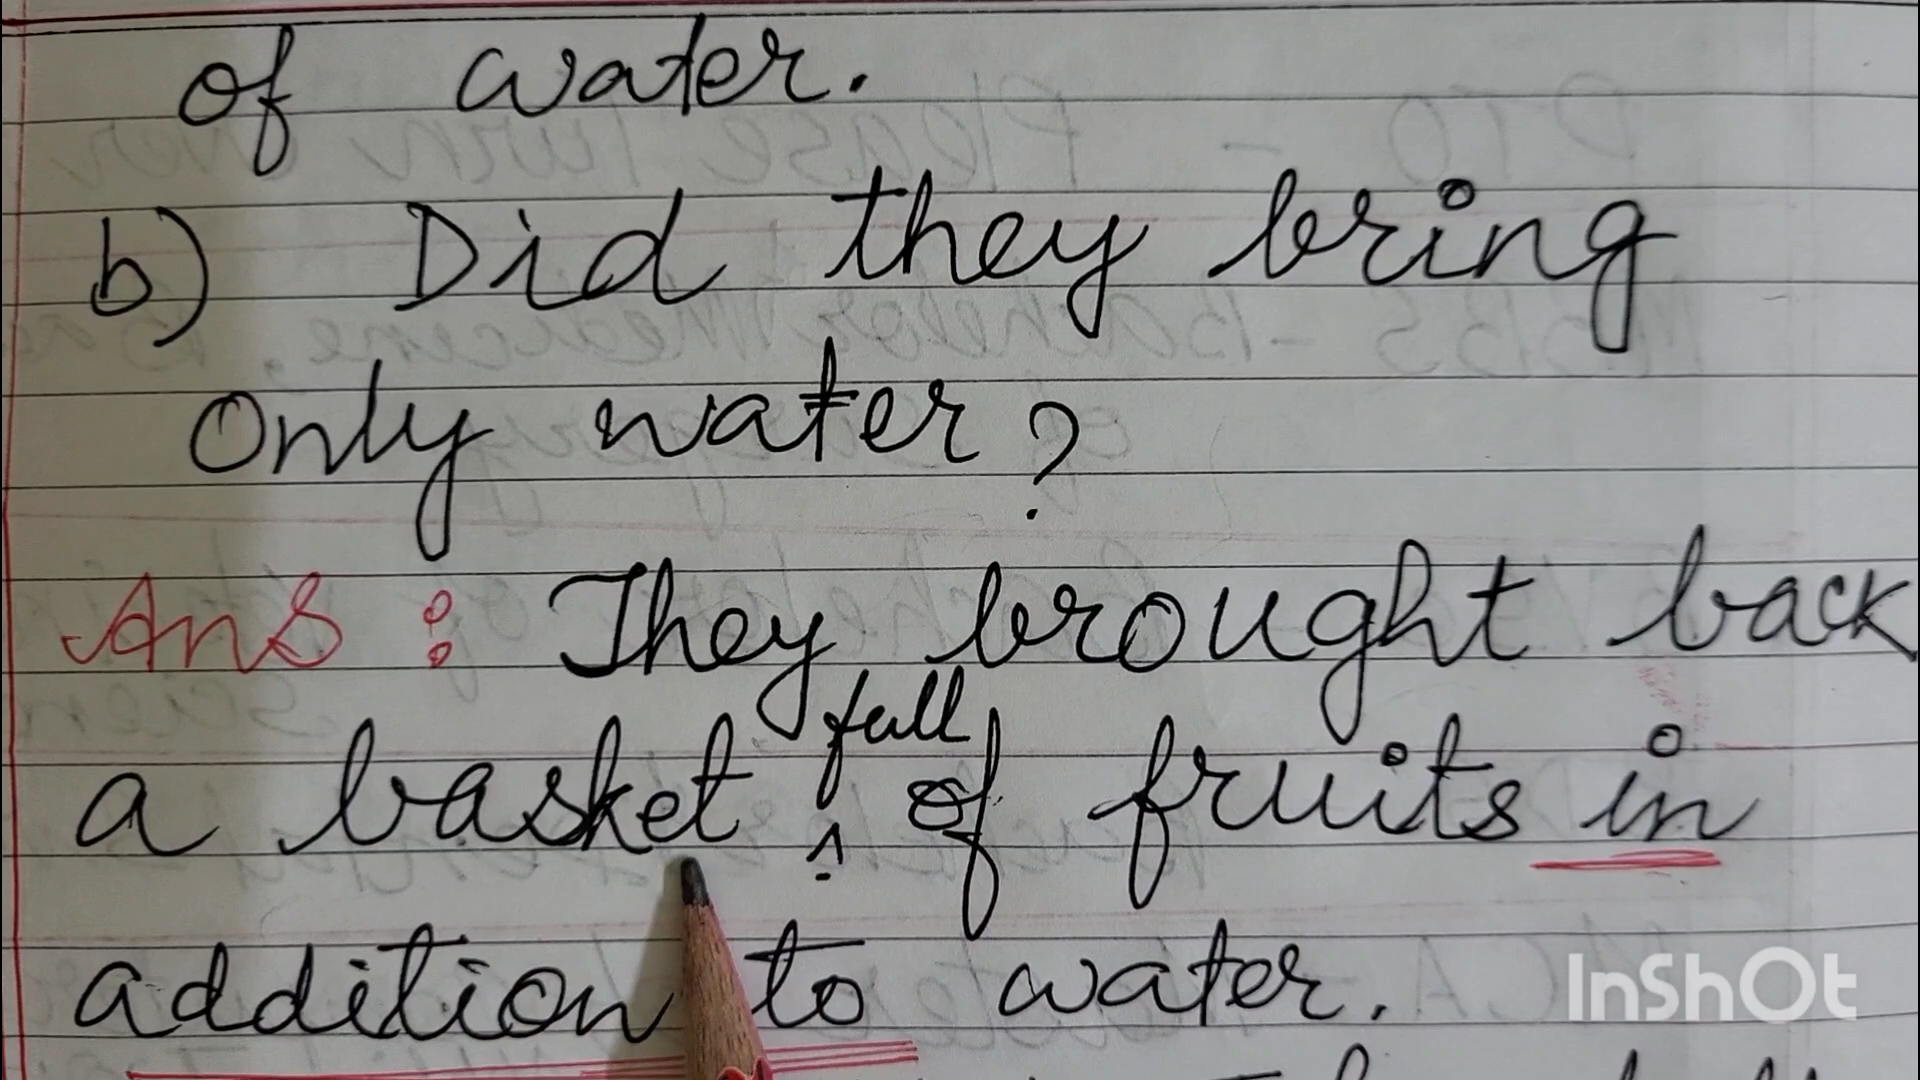 of water.
b) Did they bring
Only water?
Ans : They brought back
full
a basket ^ of fruits in
addition to water.
InShOt